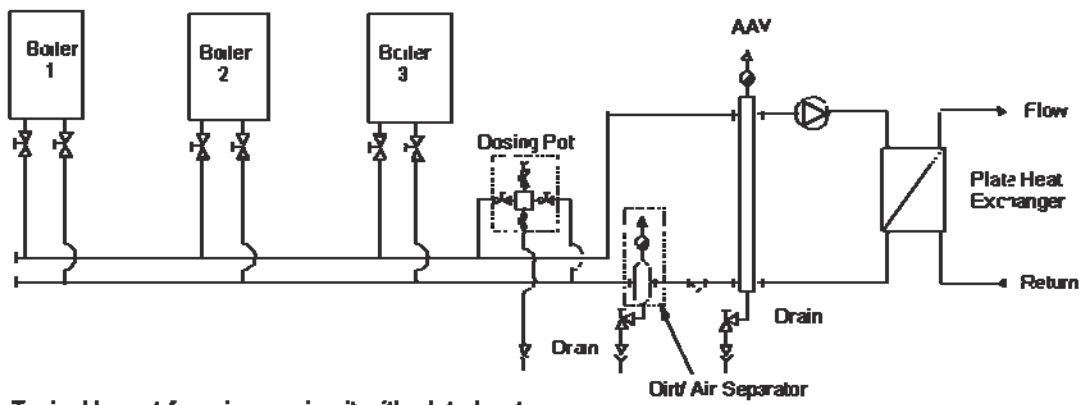 Boiler
1
Boiler
2
Boiler
3
AAV
Dosing Pot
Flow
Plate Heat
Exchanger
Return
Drain
Drain
Dirt/ Air Separator